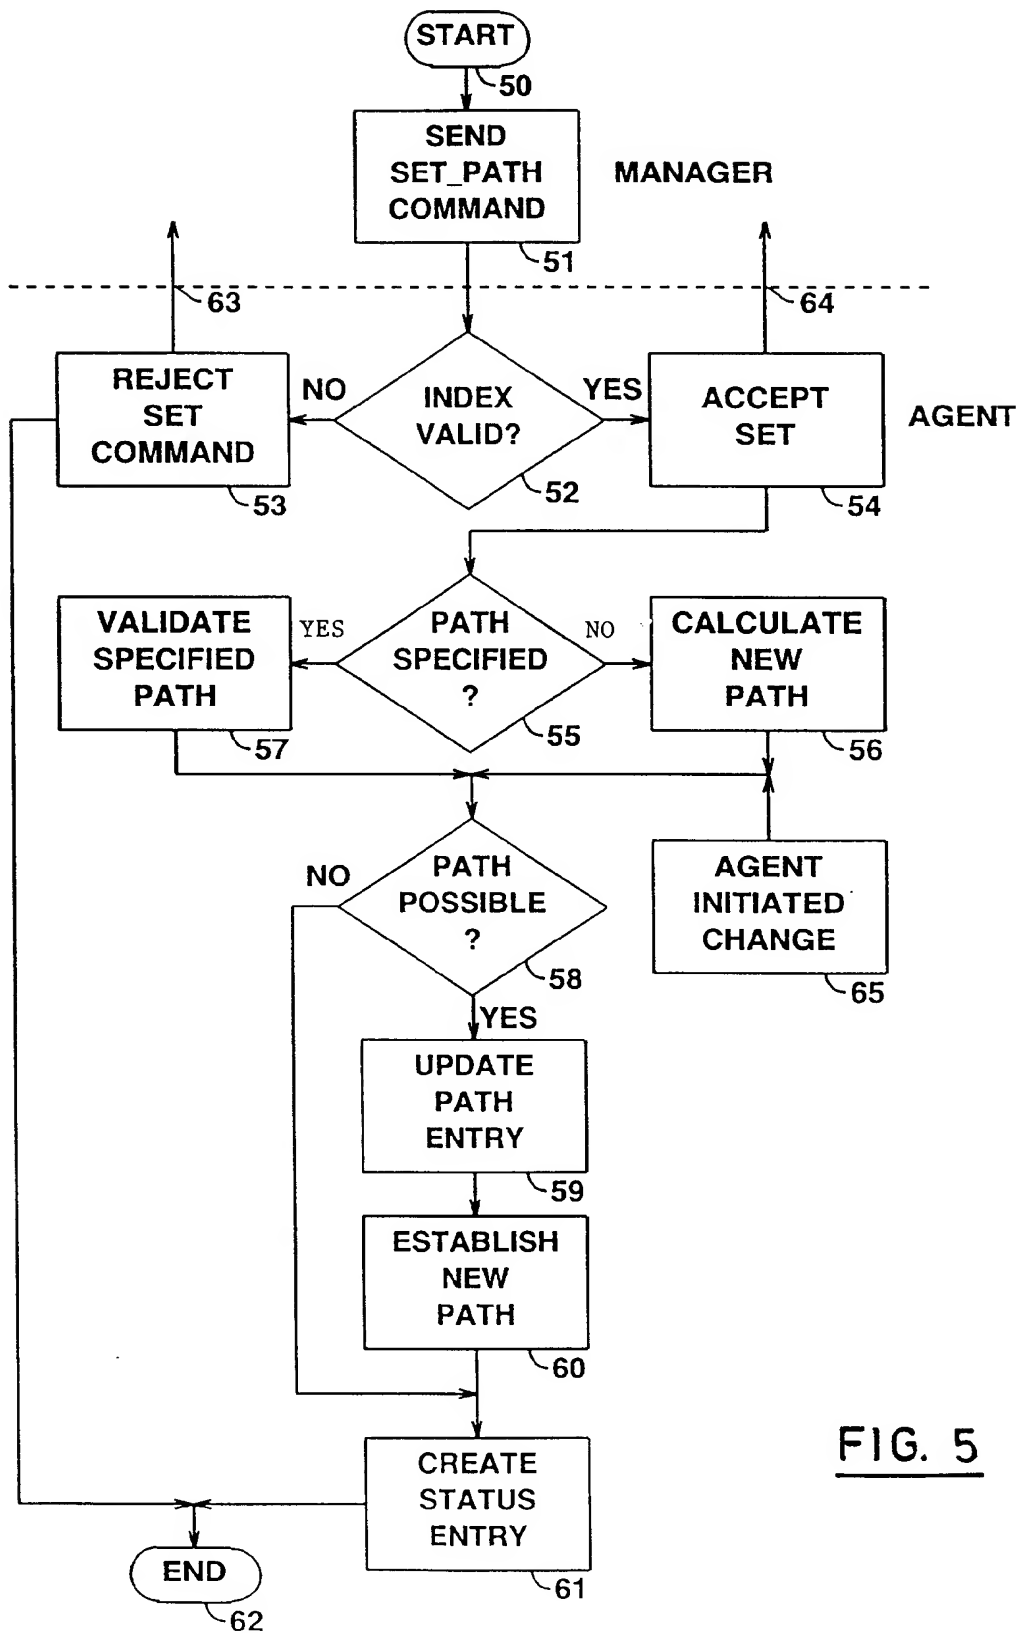 START
50
SEND
SET_PATH
COMMAND
51
MANAGER
63
64
REJECT
SET
COMMAND
53
NO
INDEX
VALID?
52
YES
ACCEPT
SET
54
AGENT
VALIDATE
SPECIFIED
PATH
57
YES
PATH
SPECIFIED
?
55
NO
CALCULATE
NEW
PATH
56
NO
PATH
POSSIBLE
?
58
AGENT
INITIATED
CHANGE
65
YES
UPDATE
PATH
ENTRY
59
ESTABLISH
NEW
PATH
60
CREATE
STATUS
ENTRY
61
END
62
FIG. 5